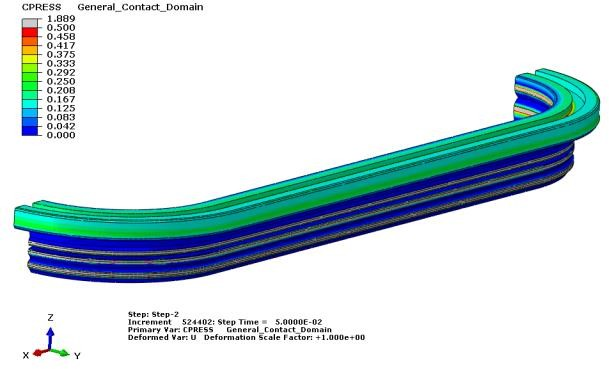 CPRESS General_Contact_Domain
1.889
0.500
0.458
0.417
0.375
0.333
0.292
0.250
0.208
0.167
0.125
0.083
0.042
0.000
Step: Step-2
Increment 524402: Step Time = 5.0000E-02
Primary Var: CPRESS General_Contact_Domain
Deformed Var: U Deformation Scale Factor: +1.000e+00
Z
X
Y